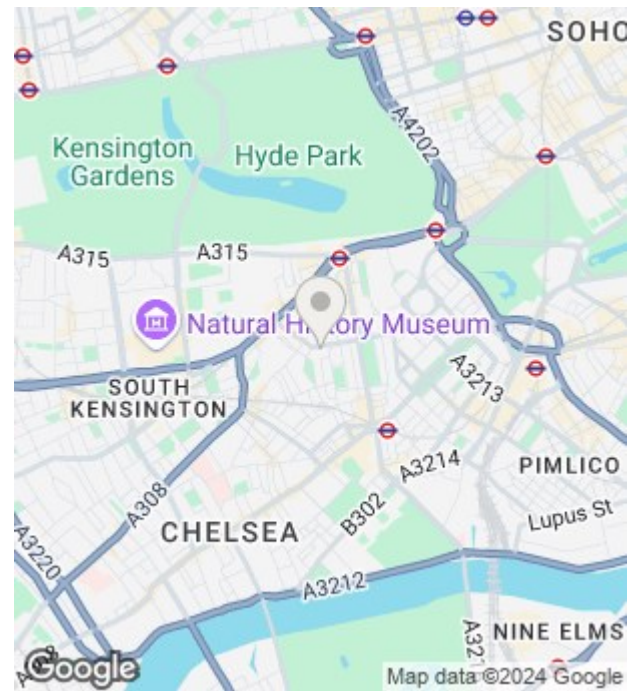 SOHO
A4202
Kensington
Gardens
Hyde Park
A315
A315
Natural History Museum
A3213
SOUTH
KENSINGTON
A3214
PIMLICO
A308
B302
Lupus St
CHELSEA
A3220
A3212
NINE ELMS
Google
Map data ©2024 Google